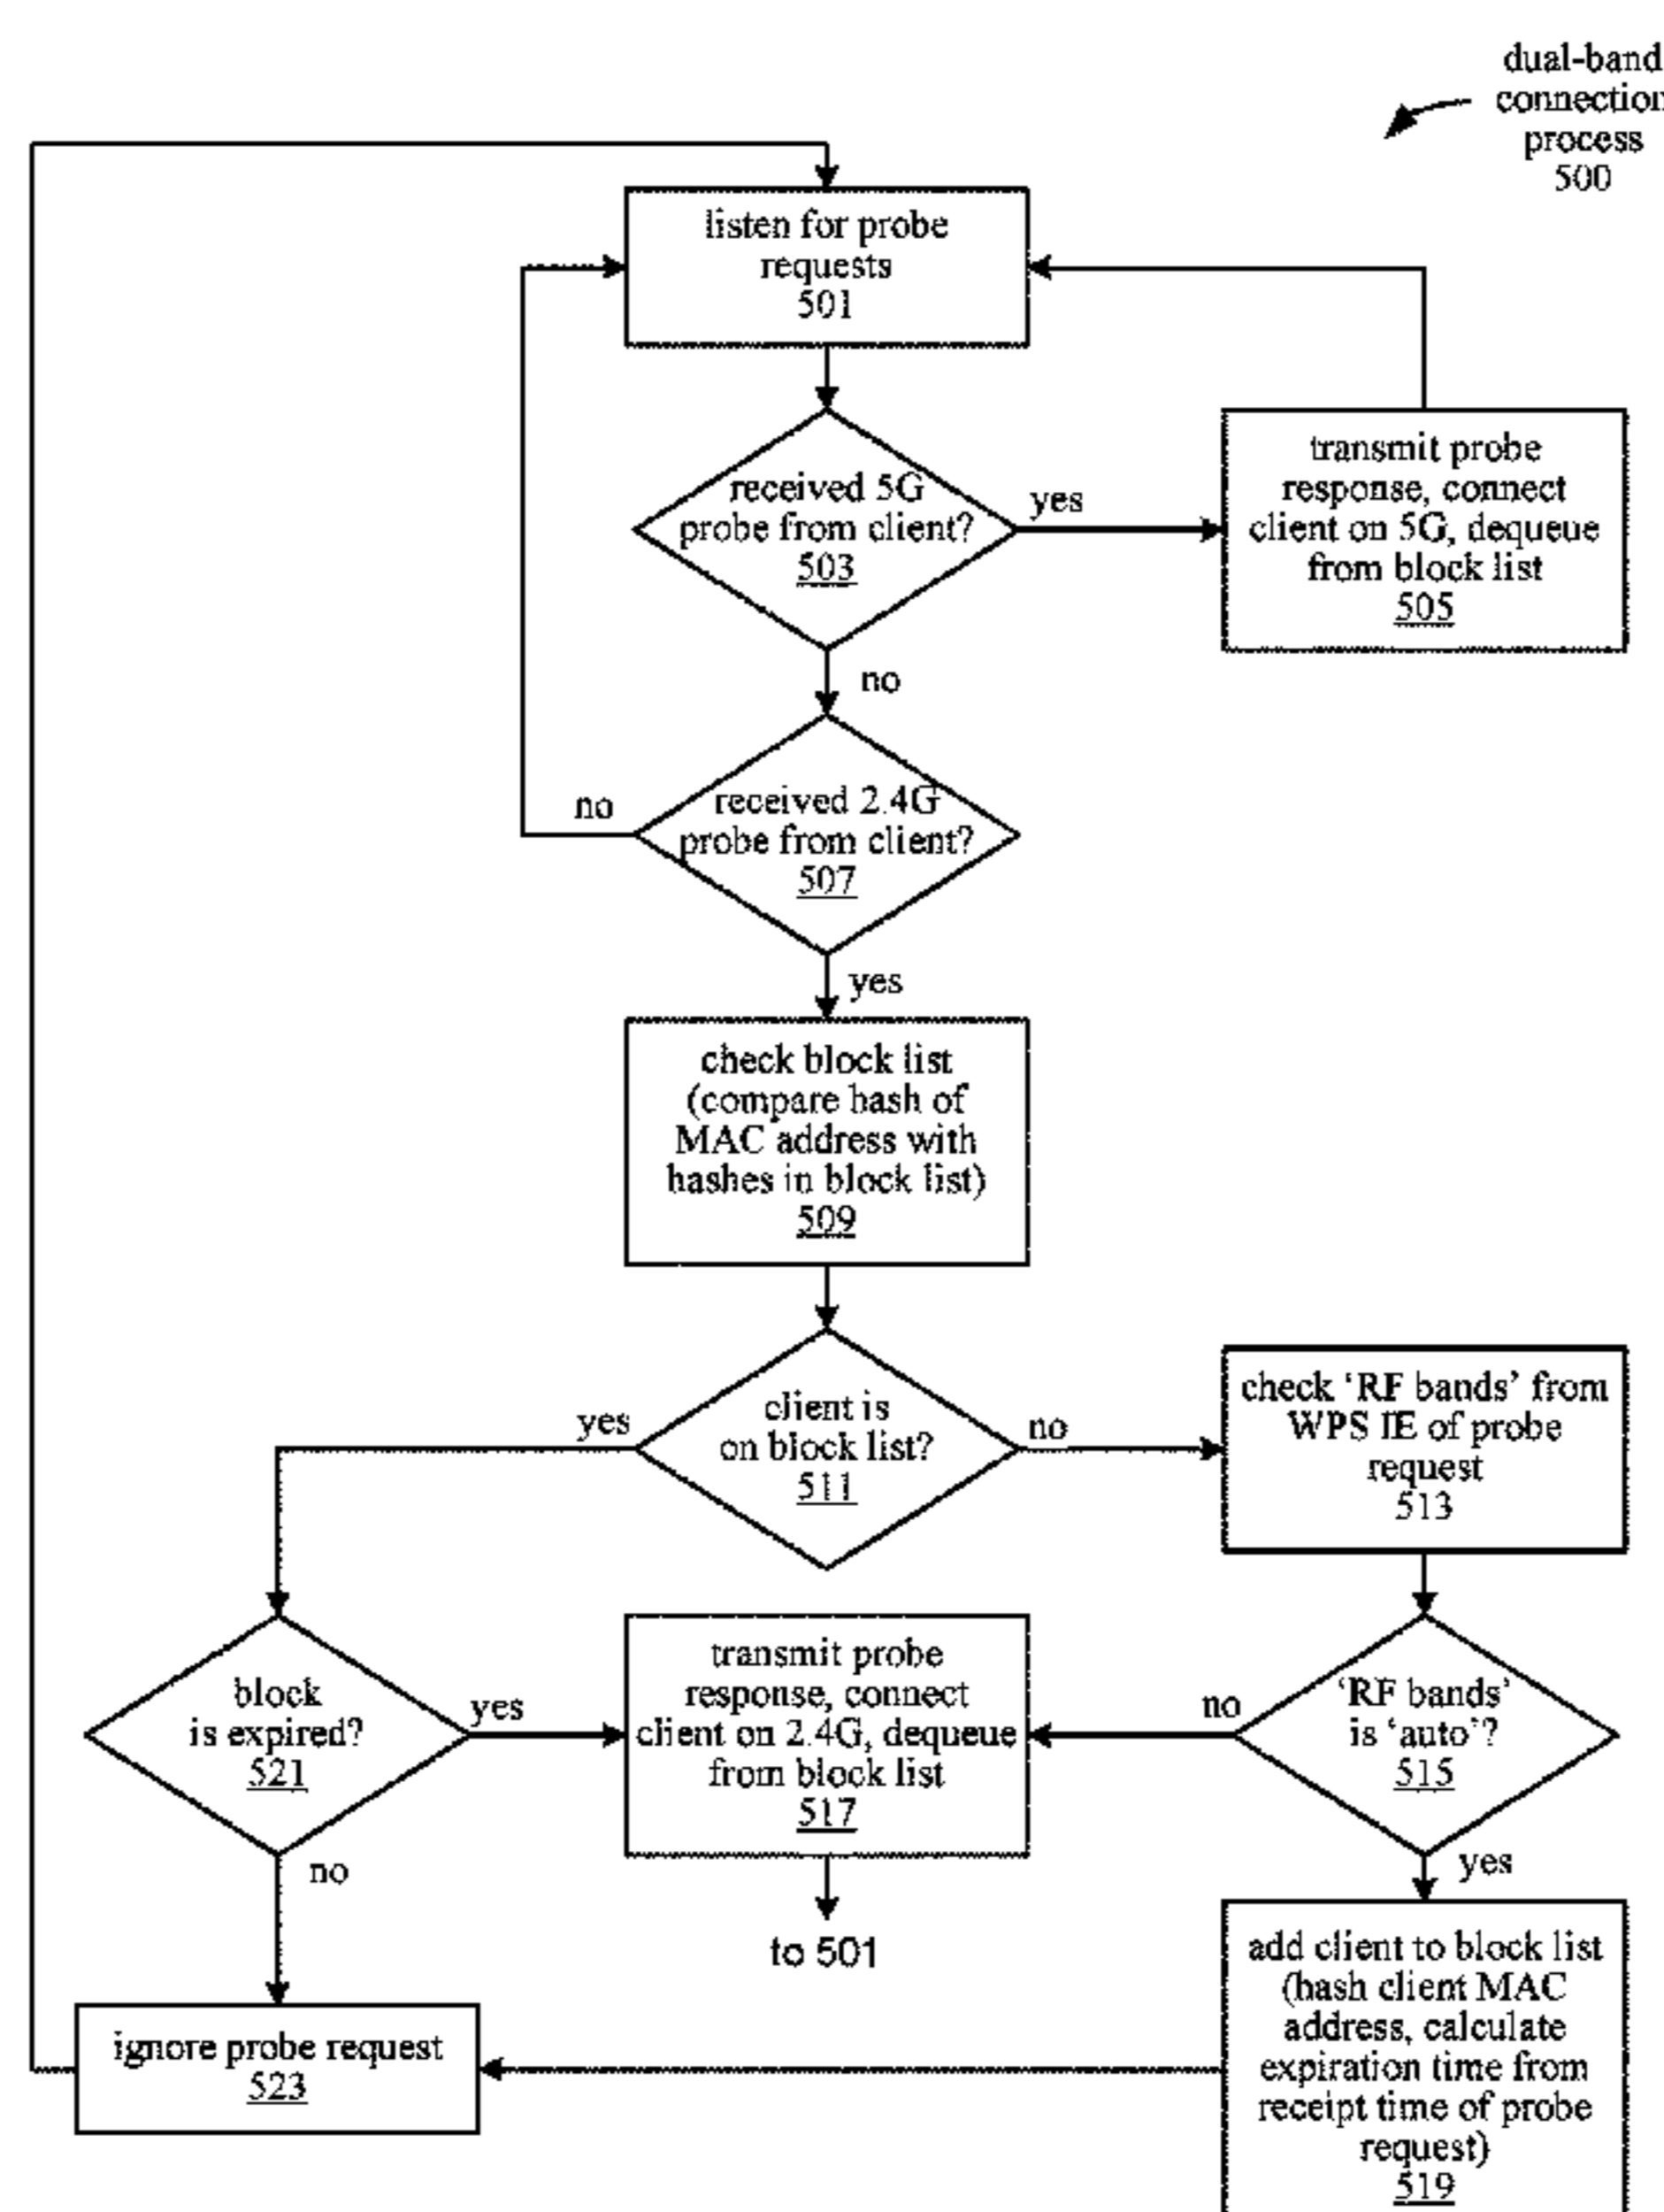 dual-band
connection
process
500
listen for probe
requests
501
received 5G
probe from client?
503
yes
transmit probe
response, connect
client on 5G, dequeue
from block list
505
no
received 2.4G
probe from client?
507
no
yes
check block list
(compare hash of
MAC address with
hashes in block list)
509
client is
on block list?
511
yes
no
check ‘RF bands’ from
WPS IE of probe
request
513
block
is expired?
521
yes
transmit probe
response, connect
client on 2.4G, dequeue
from block list
517
no
‘RF bands’
is ‘auto’?
515
no
to 501
yes
add client to block list
(hash client MAC
address, calculate
expiration time from
receipt time of probe
request)
519
ignore probe request
523